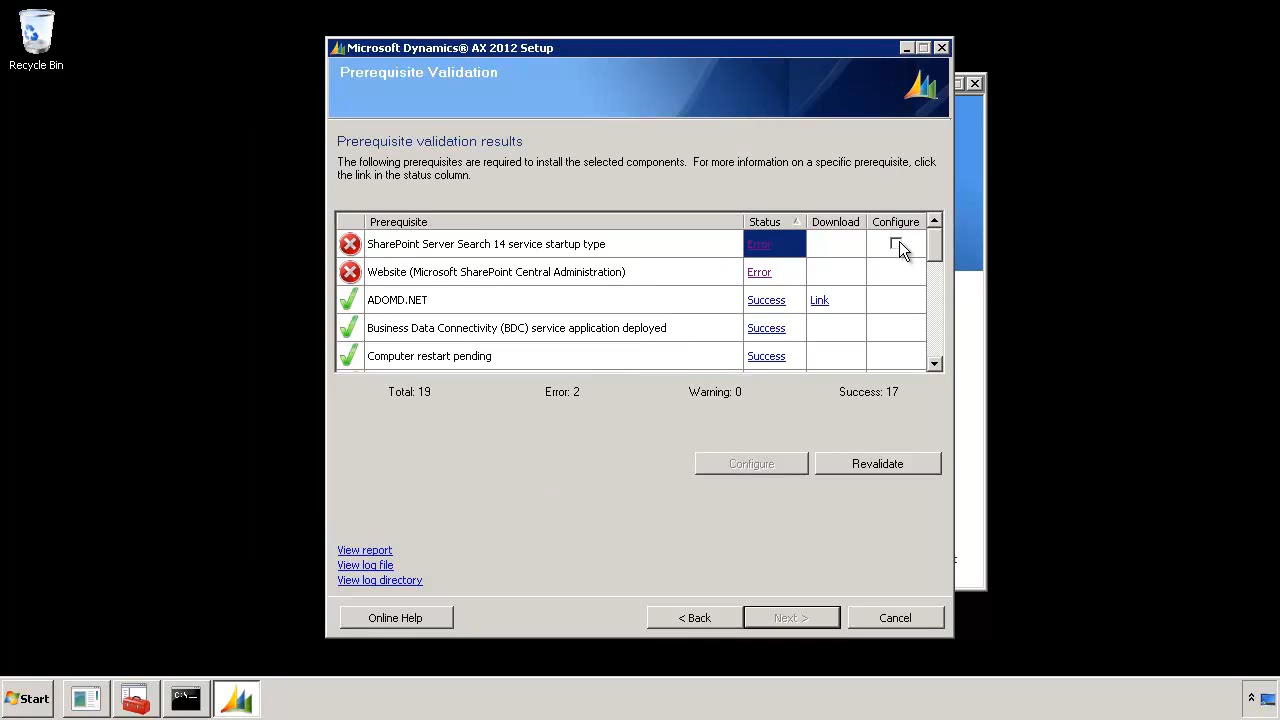 Recycle Bin
Microsoft Dynamics® AX 2012 Setup
Prerequisite Validation
Prerequisite validation results
The following prerequisites are required to install the selected components. For more information on a specific prerequisite, click
the link in the status column.
Prerequisite Status Download Configure
SharePoint Server Search 14 service startup type Error
Website (Microsoft SharePoint Central Administration) Error
ADOMD.NET Success Link
Business Data Connectivity (BDC) service application deployed Success
Computer restart pending Success
Total: 19 Error: 2 Warning: 0 Success: 17
Configure Revalidate
View report
View log file
View log directory
Online Help < Back Next > Cancel
Start